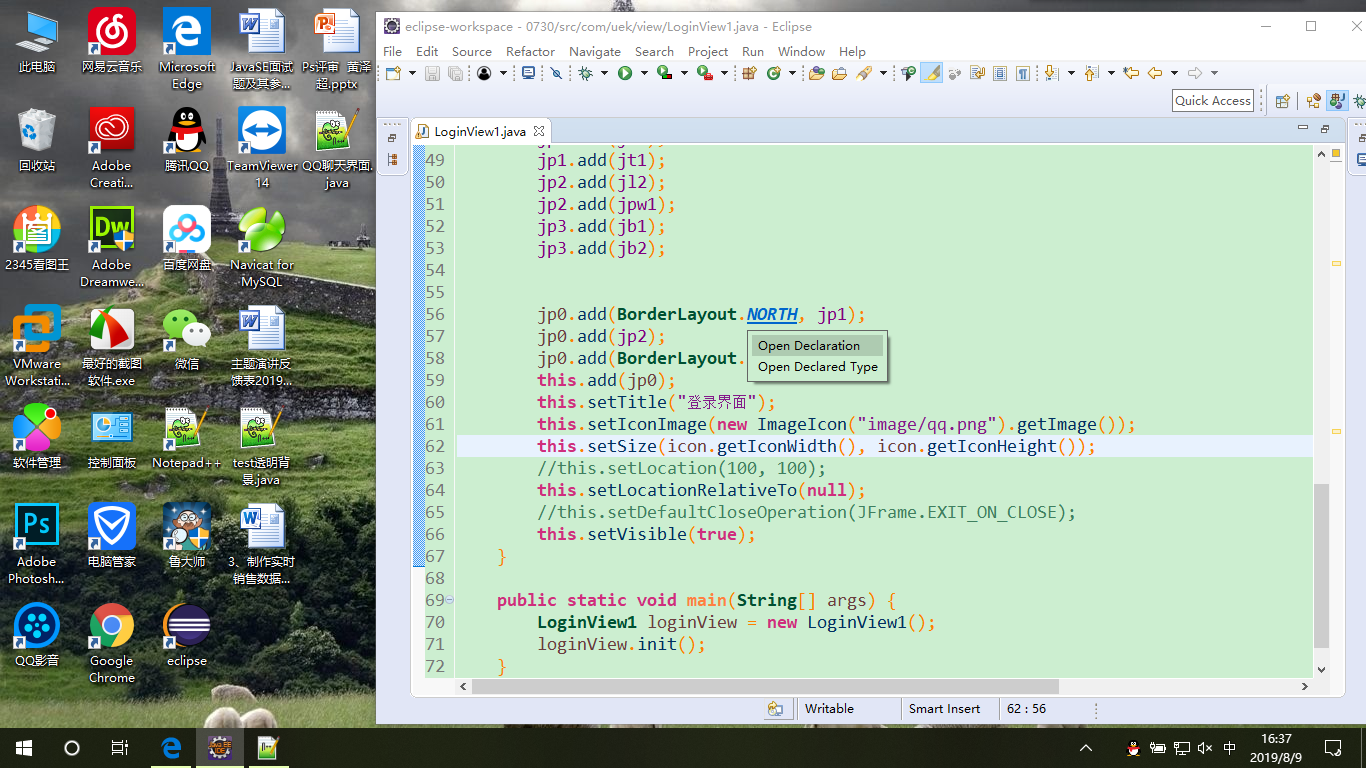 此电脑
网易云音乐
Microsoft
Edge
JavaSE面试
题及其参...
Ps评审 黄泽
超.pptx
回收站
Adobe
Creati...
腾讯QQ
TeamViewer
14
QQ聊天界面.
java
2345看图王
Adobe
Dreamwe...
百度网盘
Navicat for
MySQL
VMware
Workstati...
最好的截图
软件.exe
微信
主题演讲反
馈表2019...
软件管理
控制面板
Notepad++
test透明背
景.java
Adobe
Photosh...
电脑管家
鲁大师
3、制作实时
销售数据...
QQ影音
Google
Chrome
eclipse
eclipse-workspace - 0730/src/com/uek/view/LoginView1.java - Eclipse
File Edit Source Refactor Navigate Search Project Run Window Help
Quick Access
LoginView1.java
49 jp1.add(jt1);
50 jp2.add(jl2);
51 jp2.add(jpw1);
52 jp3.add(jb1);
53 jp3.add(jb2);
54
55
56 jp0.add(BorderLayout.NORTH, jp1);
57 jp0.add(jp2);
58 jp0.add(BorderLayout.
Open Declaration
Open Declared Type
59 this.add(jp0);
60 this.setTitle("登录界面");
61 this.setIconImage(new ImageIcon("image/qq.png").getImage());
62 this.setSize(icon.getIconWidth(), icon.getIconHeight());
63 //this.setLocation(100, 100);
64 this.setLocationRelativeTo(null);
65 //this.setDefaultCloseOperation(JFrame.EXIT_ON_CLOSE);
66 this.setVisible(true);
67 }
68
69 public static void main(String[] args) {
70 LoginView1 loginView = new LoginView1();
71 loginView.init();
72 }
Writable Smart Insert 62 : 56
中
16:37
2019/8/9